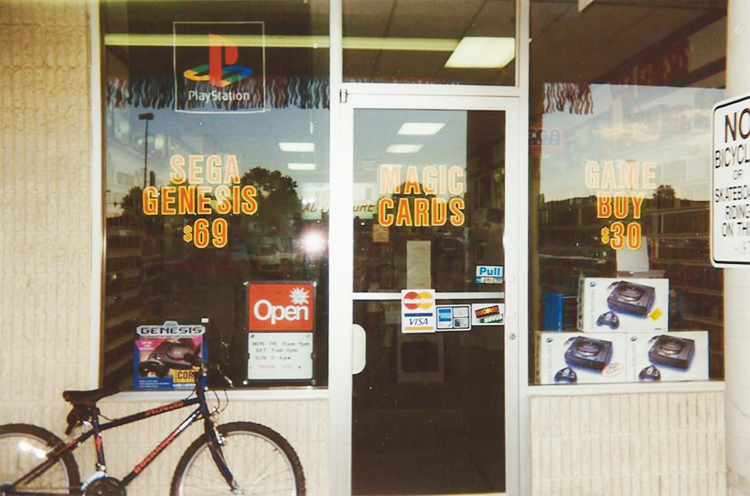 PlayStation
SEGA
GENESIS
$69
MAGIC
CARDS
GAME
BOY
$30
NO
BICYCL
OR
SKATEBOA
RIDING
ON TH
Pull
VISA
Open
GENESIS